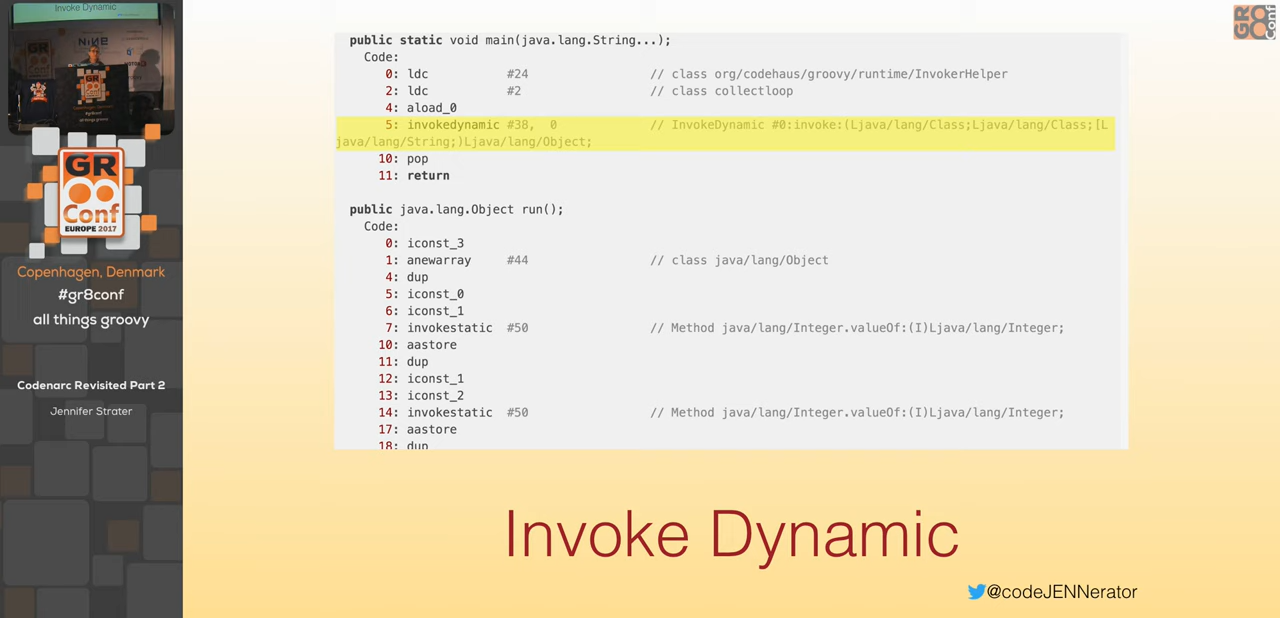 Invoke Dynamic
GR8
Conf
GR8
Conf
EUROPE 2017
Copenhagen, Denmark
#gr8conf
all things groovy
Codenarc Revisited Part 2
Jennifer Strater
public static void main(java.lang.String...);
Code:
0: ldc #24 // class org/codehaus/groovy/runtime/InvokerHelper
2: ldc #2 // class collectloop
4: aload_0
5: invokedynamic #38, 0 // InvokeDynamic #0:invoke:(Ljava/lang/Class;Ljava/lang/Class;[L
java/lang/String;)Ljava/lang/Object;
10: pop
11: return
public java.lang.Object run();
Code:
0: iconst_3
1: anewarray #44 // class java/lang/Object
4: dup
5: iconst_0
6: iconst_1
7: invokestatic #50 // Method java/lang/Integer.valueOf:(I)Ljava/lang/Integer;
10: aastore
11: dup
12: iconst_1
13: iconst_2
14: invokestatic #50 // Method java/lang/Integer.valueOf:(I)Ljava/lang/Integer;
17: aastore
18: dup
Invoke Dynamic
@codeJENNerator